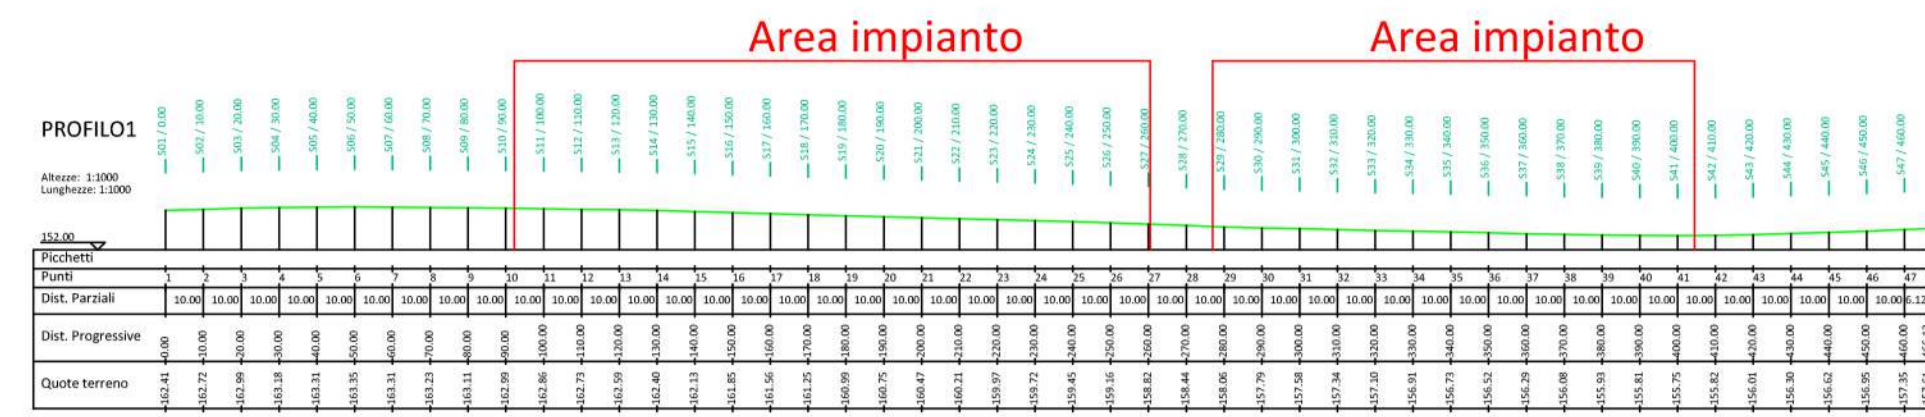 Area impianto Area impianto
PROFILO1
S01 / 0.00 S02 / 10.00 S03 / 20.00 S04 / 30.00 S05 / 40.00 S06 / 50.00 S07 / 60.00 S08 / 70.00 S09 / 80.00 S10 / 90.00 S11 / 100.00 S12 / 110.00 S13 / 120.00 S14 / 130.00 S15 / 140.00 S16 / 150.00 S17 / 160.00 S18 / 170.00 S19 / 180.00 S20 / 190.00 S21 / 200.00 S22 / 210.00 S23 / 220.00 S24 / 230.00 S25 / 240.00 S26 / 250.00 S27 / 260.00 S28 / 270.00 S29 / 280.00 S30 / 290.00 S31 / 300.00 S32 / 310.00 S33 / 320.00 S34 / 330.00 S35 / 340.00 S36 / 350.00 S37 / 360.00 S38 / 370.00 S39 / 380.00 S40 / 390.00 S41 / 400.00 S42 / 410.00 S43 / 420.00 S44 / 430.00 S45 / 440.00 S46 / 450.00 S47 / 460.00
Altezze: 1:1000
Lunghezze: 1:1000
152.00
Picchetti
Punti 1 2 3 4 5 6 7 8 9 10 11 12 13 14 15 16 17 18 19 20 21 22 23 24 25 26 27 28 29 30 31 32 33 34 35 36 37 38 39 40 41 42 43 44 45 46 47
Dist. Parziali 10.00 10.00 10.00 10.00 10.00 10.00 10.00 10.00 10.00 10.00 10.00 10.00 10.00 10.00 10.00 10.00 10.00 10.00 10.00 10.00 10.00 10.00 10.00 10.00 10.00 10.00 10.00 10.00 10.00 10.00 10.00 10.00 10.00 10.00 10.00 10.00 10.00 10.00 10.00 10.00 10.00 10.00 10.00 10.00 10.00 10.00 6.12
Dist. Progressive 0.00 10.00 20.00 30.00 40.00 50.00 60.00 70.00 80.00 90.00 100.00 110.00 120.00 130.00 140.00 150.00 160.00 170.00 180.00 190.00 200.00 210.00 220.00 230.00 240.00 250.00 260.00 270.00 280.00 290.00 300.00 310.00 320.00 330.00 340.00 350.00 360.00 370.00 380.00 390.00 400.00 410.00 420.00 430.00 440.00 450.00 460.00
Quote terreno 162.41 162.72 162.99 163.18 163.31 163.35 163.31 163.23 163.11 162.99 162.86 162.73 162.59 162.40 162.13 161.85 161.56 161.25 160.99 160.75 160.47 160.21 159.97 159.72 159.45 159.16 158.82 158.44 158.06 157.79 157.58 157.34 157.10 156.91 156.73 156.52 156.29 156.08 155.93 155.81 155.75 155.82 156.01 156.30 156.62 156.95 157.35